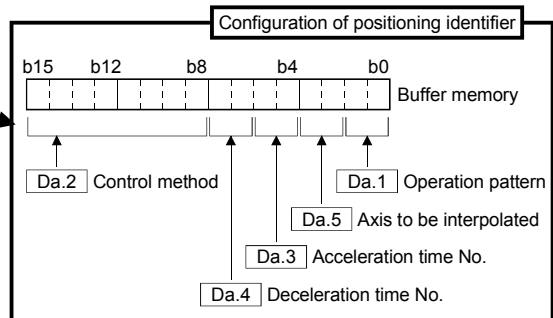 Configuration of positioning identifier
b15 b12 b8 b4 b0
Buffer memory
Da.2 Control method
Da.1 Operation pattern
Da.5 Axis to be interpolated
Da.3 Acceleration time No.
Da.4 Deceleration time No.